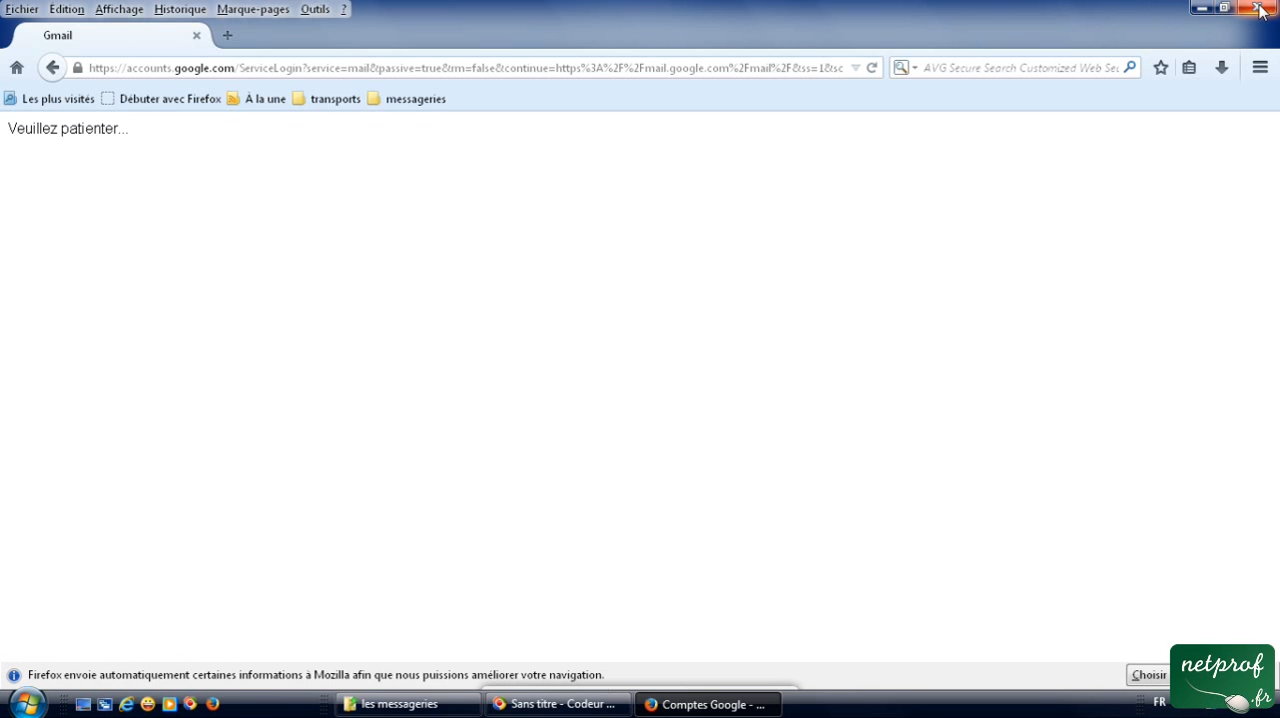 Fichier Édition Affichage Historique Marque-pages Outils ?
Gmail
https://accounts.google.com/ServiceLogin?service=mail&passive=true&rm=false&continue=https%3A%2F%2Fmail.google.com%2Fmail%2F&ss=1&sc
AVG Secure Search Customized Web Se
Les plus visités Débuter avec Firefox À la une transports messageries
Veuillez patienter...
Firefox envoie automatiquement certaines informations à Mozilla afin que nous puissions améliorer votre navigation.
Choisir
netprof
.fr
les messageries Sans titre - Codeur ... Comptes Google - ... FR